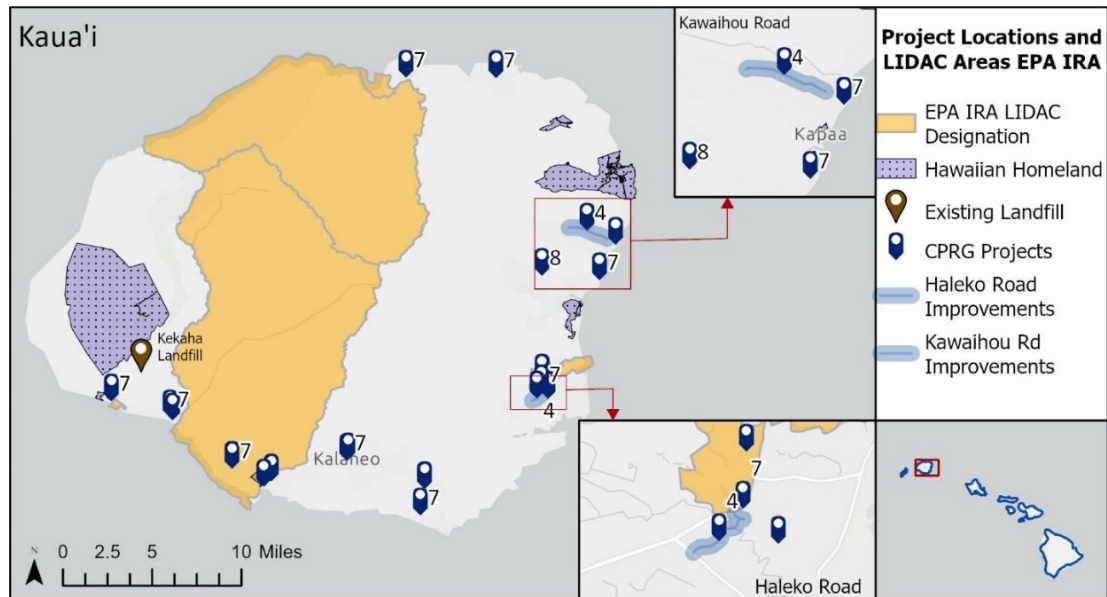 Kaua'i
7
7
4
8
7
Kekaha
Landfill
7
7
7
4
7
7
Kalaheo
7
N
0 2.5 5 10 Miles
Kawaihou Road
4
7
Kapaa
8
7
7
4
Haleko Road
Project Locations and
LIDAC Areas EPA IRA
EPA IRA LIDAC
Designation
Hawaiian Homeland
Existing Landfill
CPRG Projects
Haleko Road
Improvements
Kawaihou Rd
Improvements